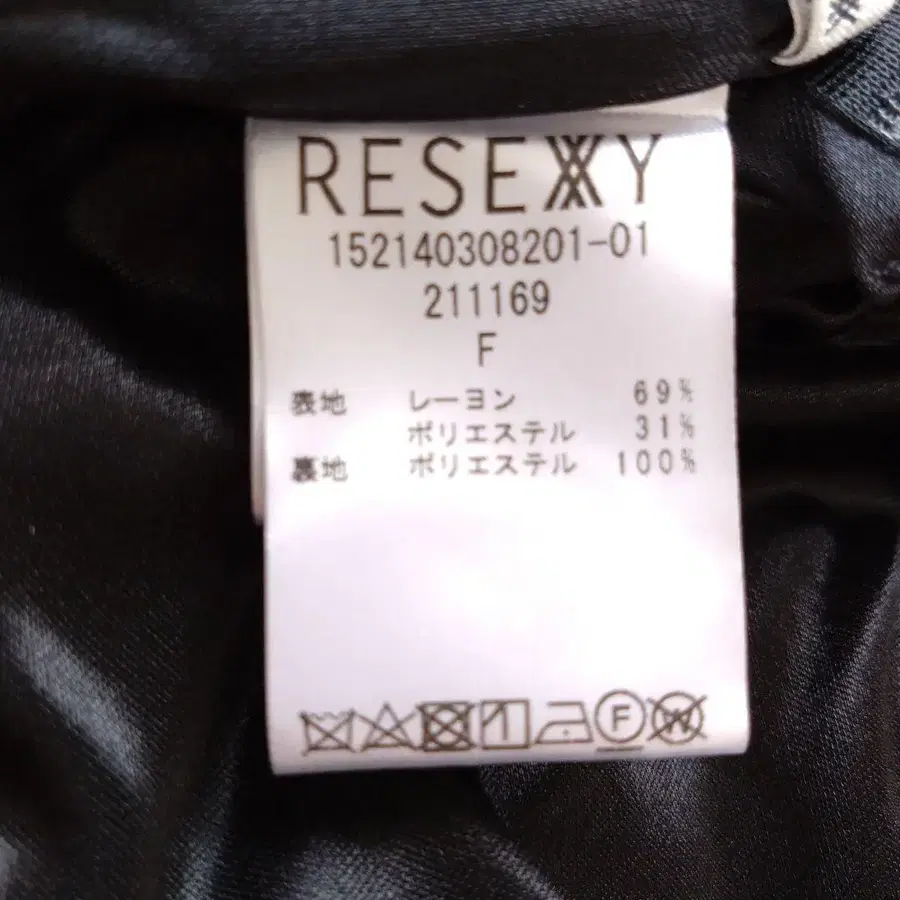 RESEXXY
152140308201-01
211169
F
表地 レーヨン 69%
ポリエステル 31%
裏地 ポリエステル 100%
F W